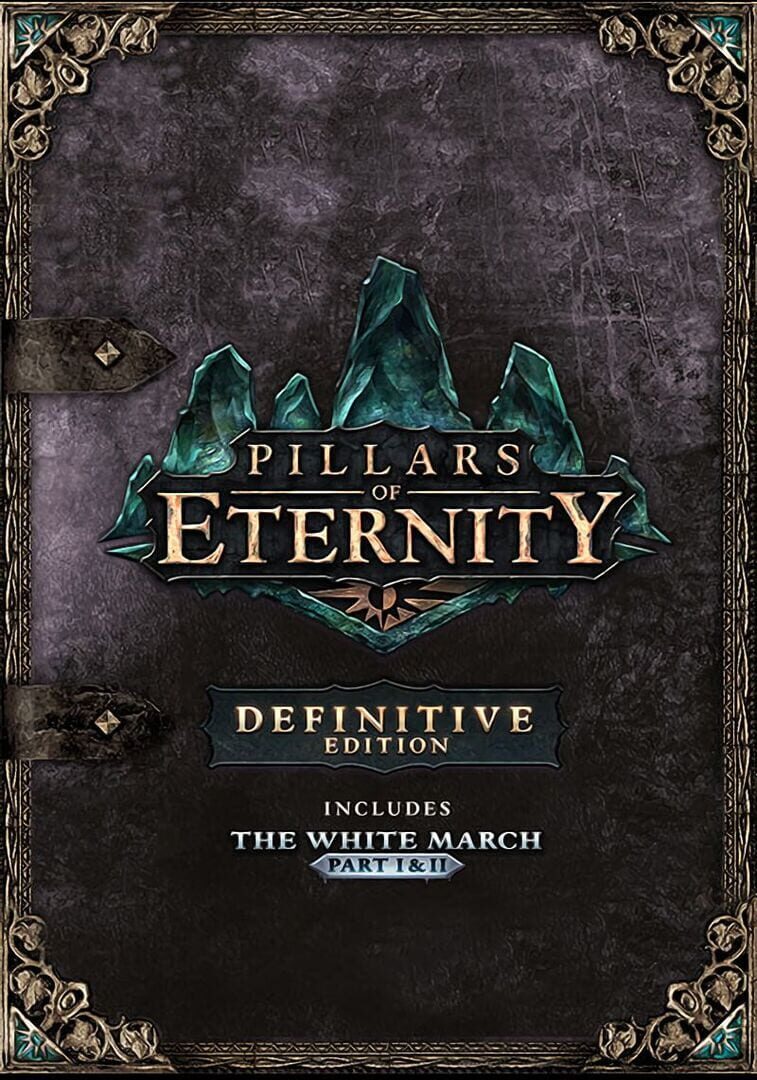 PILLARS
OF
ETERNITY
DEFINITIVE
EDITION
INCLUDES
THE WHITE MARCH
PART I & II